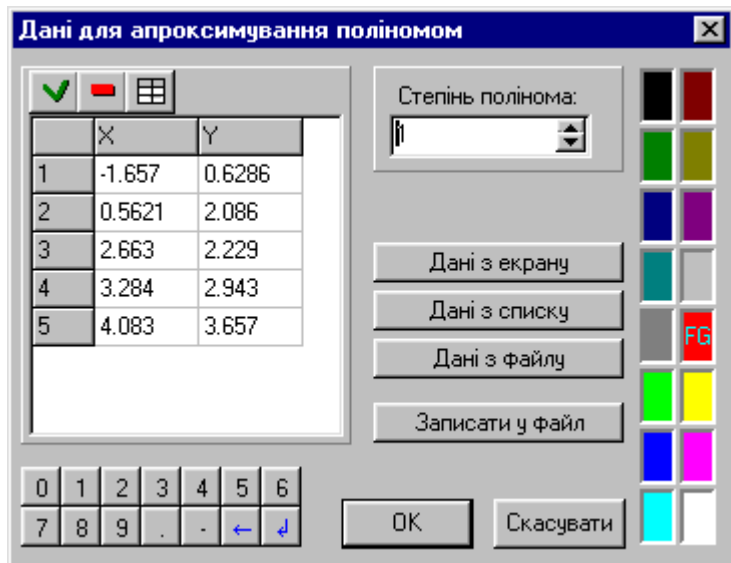 Дані для апроксимування поліномом
X Y
1 -1.657 0.6286
2 0.5621 2.086
3 2.663 2.229
4 3.284 2.943
5 4.083 3.657
Степінь полінома:
1
Дані з екрану
Дані з списку
Дані з файлу
Записати у файл
FG
0 1 2 3 4 5 6
7 8 9 . - ← ↲
OK
Скасувати